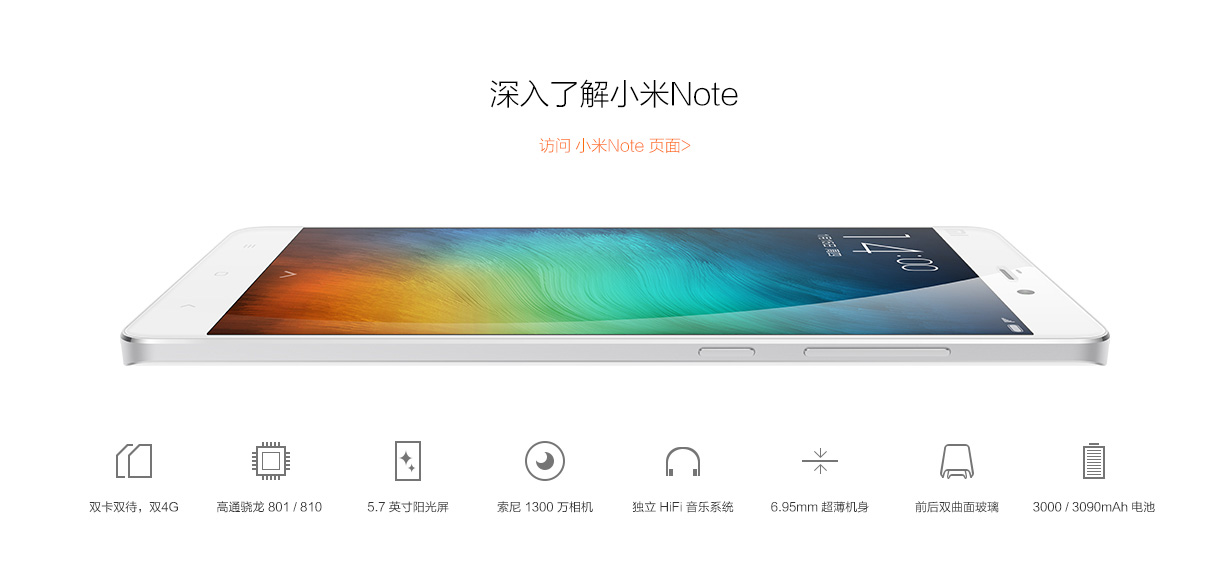 深入了解小米Note
访问 小米Note 页面>
14:00
双卡双待，双4G
高通骁龙 801 / 810
5.7 英寸阳光屏
索尼 1300 万相机
独立 HiFi 音乐系统
6.95mm 超薄机身
前后双曲面玻璃
3000 / 3090mAh 电池